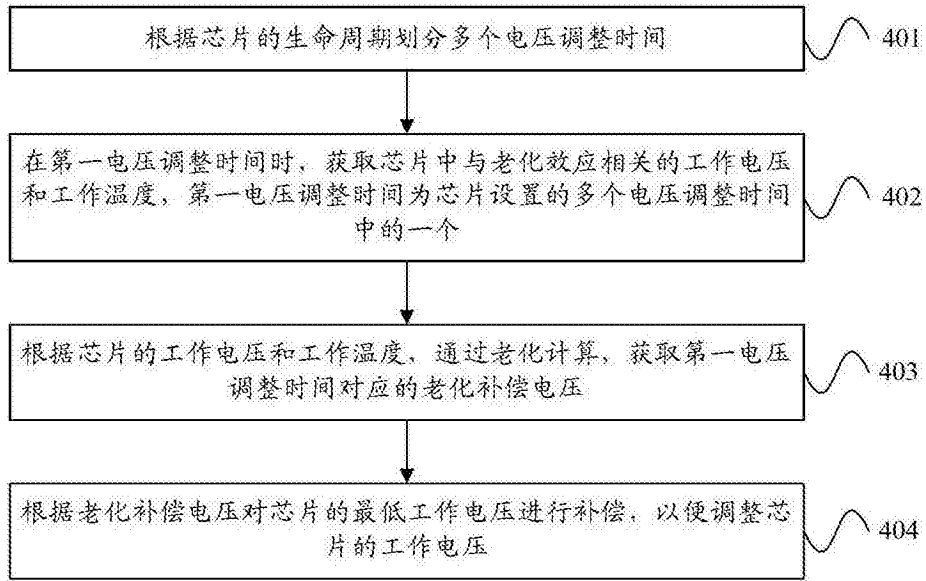 根据芯片的生命周期划分多个电压调整时间
401
在第一电压调整时间时，获取芯片中与老化效应相关的工作电压
和工作温度，第一电压调整时间为芯片设置的多个电压调整时间
中的一个
402
根据芯片的工作电压和工作温度，通过老化计算，获取第一电压
调整时间对应的老化补偿电压
403
根据老化补偿电压对芯片的最低工作电压进行补偿，以便调整芯
片的工作电压
404